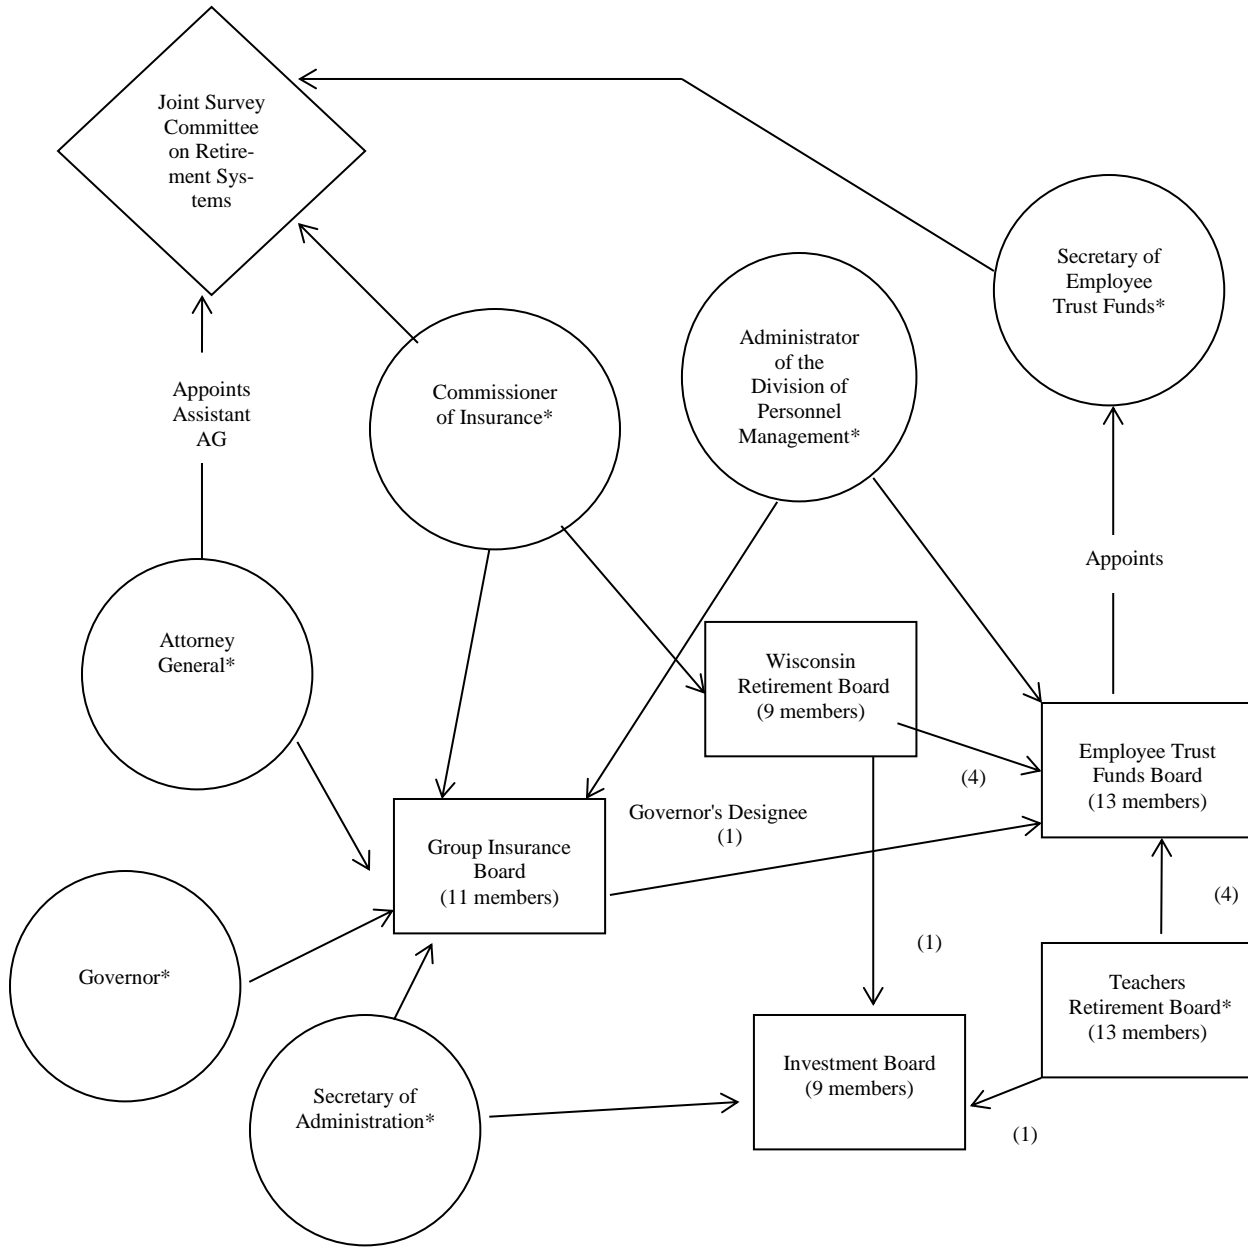 Joint Survey
Committee
on Retire-
ment Sys-
tems
Secretary of
Employee
Trust Funds*
Administrator
of the
Division of
Personnel
Management*
Commissioner
of Insurance*
Appoints
Assistant
AG
Appoints
Attorney
General*
Wisconsin
Retirement Board
(9 members)
(4)
Employee Trust
Funds Board
(13 members)
Governor's Designee
(1)
Group Insurance
Board
(11 members)
(4)
(1)
Governor*
Teachers
Retirement Board*
(13 members)
Investment Board
(9 members)
Secretary of
Administration*
(1)